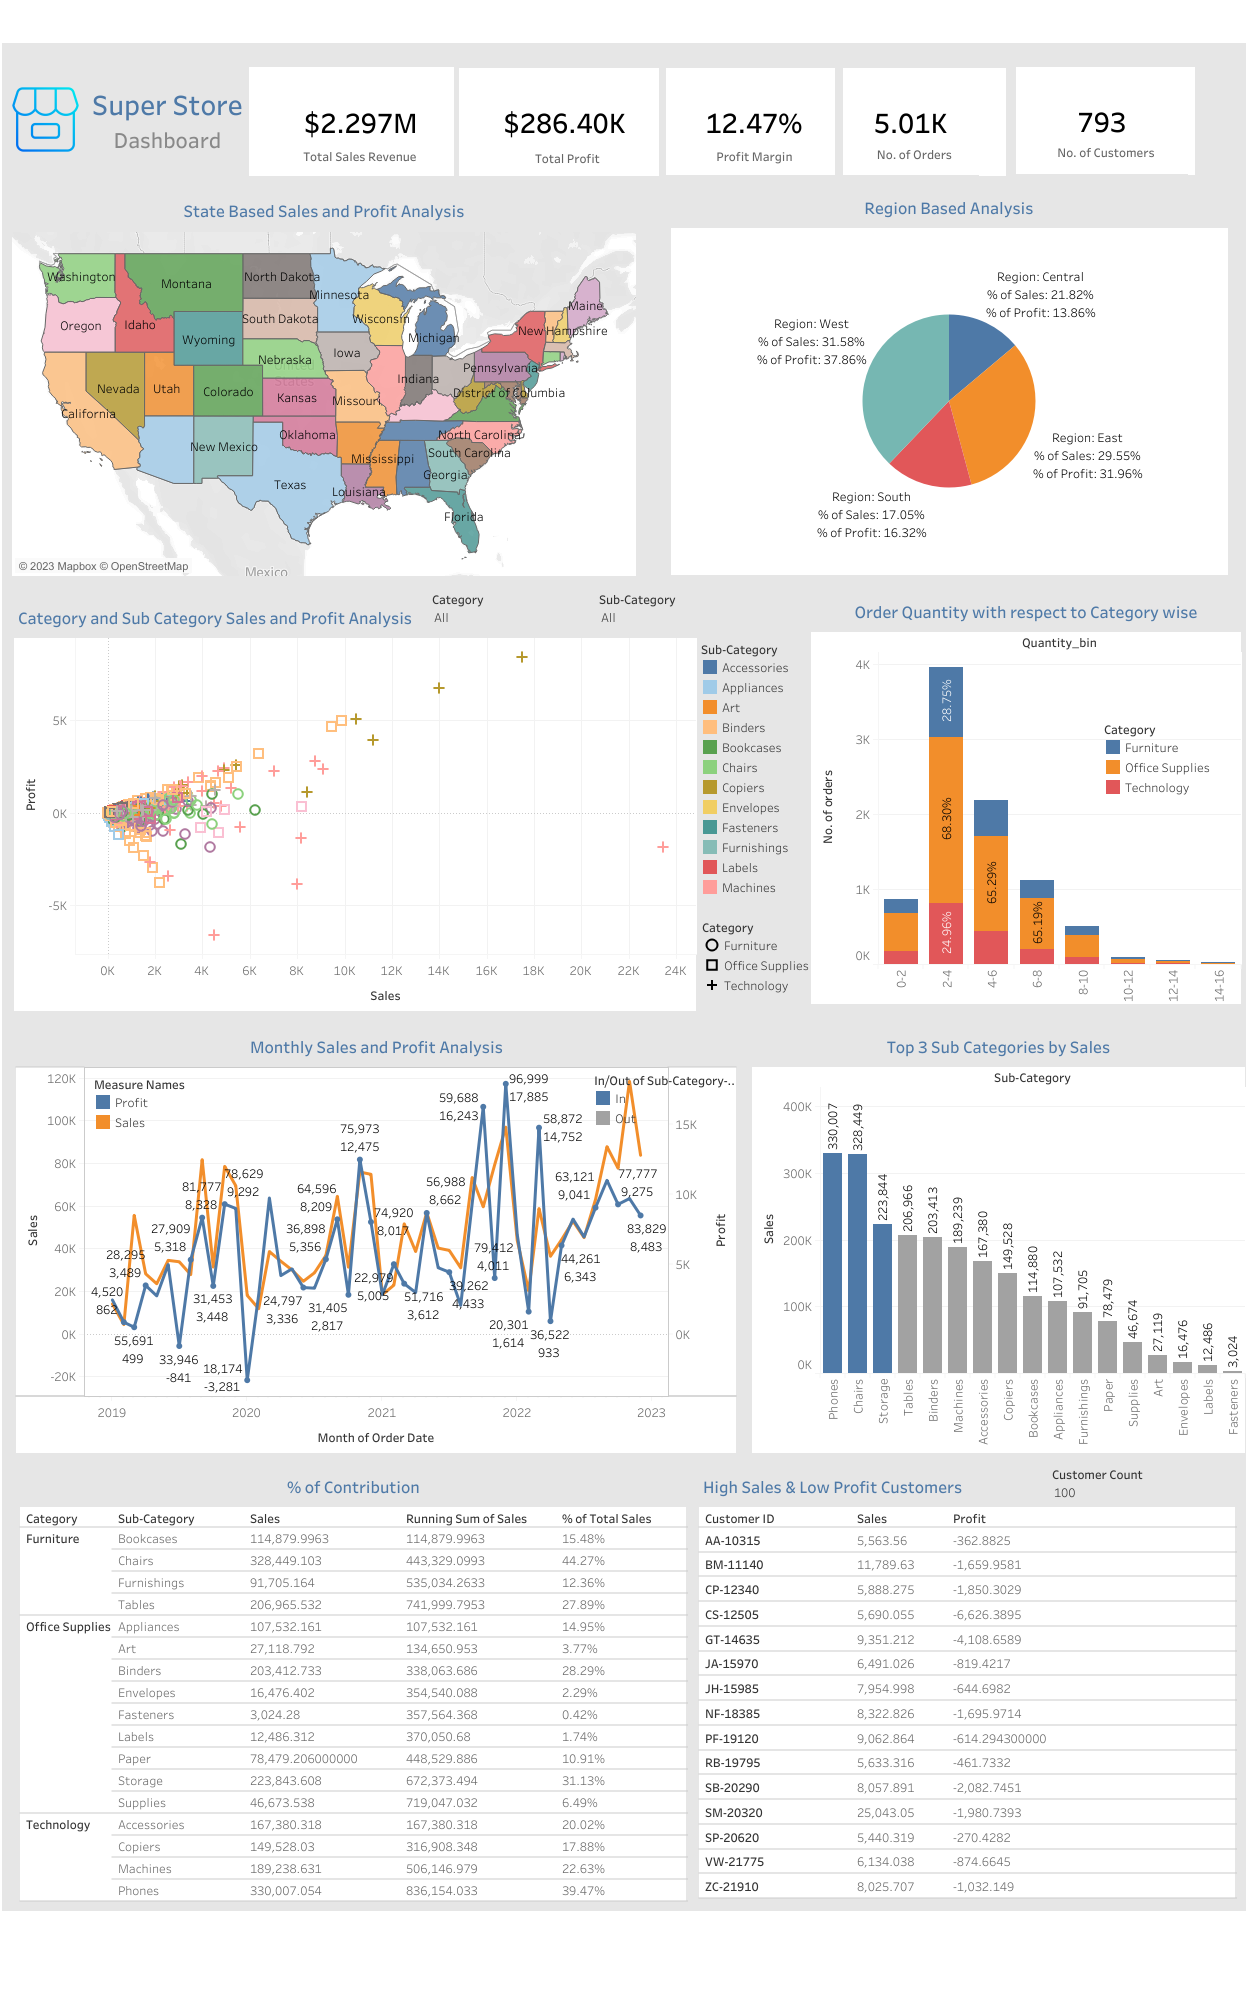 Super Store
Dashboard
$2.297M
Total Sales Revenue
$286.40K
Total Profit
12.47%
Profit Margin
5.01K
No. of Orders
793
No. of Customers
State Based Sales and Profit Analysis
Washington
Montana
North Dakota
Minnesota
Maine
Oregon
Idaho
South Dakota
Wisconsin
New Hampshire
Wyoming
Michigan
Iowa
Nebraska
United
States
Pennsylvania
Nevada
Utah
Colorado
Kansas
Missouri
Indiana
District of Columbia
California
New Mexico
Oklahoma
North Carolina
South Carolina
Mississippi
Georgia
Texas
Louisiana
Florida
Mexico
© 2023 Mapbox © OpenStreetMap
Region Based Analysis
Region: Central
% of Sales: 21.82%
% of Profit: 13.86%
Region: West
% of Sales: 31.58%
% of Profit: 37.86%
Region: East
% of Sales: 29.55%
% of Profit: 31.96%
Region: South
% of Sales: 17.05%
% of Profit: 16.32%
Category and Sub Category Sales and Profit Analysis
Category
All
Sub-Category
All
Profit
5K
0K
-5K
0K 2K 4K 6K 8K 10K 12K 14K 16K 18K 20K 22K 24K
Sales
Sub-Category
Accessories
Appliances
Art
Binders
Bookcases
Chairs
Copiers
Envelopes
Fasteners
Furnishings
Labels
Machines
Category
Furniture
Office Supplies
Technology
Order Quantity with respect to Category wise
Quantity_bin
No. of orders
4K
3K
2K
1K
0K
28.75%
68.30%
24.96%
65.29%
65.19%
Category
Furniture
Office Supplies
Technology
0-2 2-4 4-6 6-8 8-10 10-12 12-14 14-16
Monthly Sales and Profit Analysis
Measure Names
Profit
Sales
In/Out of Sub-Category-..
In
Out
Sales
120K
100K
80K
60K
40K
20K
0K
-20K
Profit
15K
10K
5K
0K
4,520
862
28,295
3,489
55,691
499
27,909
5,318
33,946
-841
81,777
8,328
31,453
3,448
78,629
9,292
18,174
-3,281
24,797
3,336
36,898
5,356
31,405
2,817
64,596
8,209
75,973
12,475
22,979
5,005
74,920
8,017
51,716
3,612
56,988
8,662
39,262
4,433
59,688
16,243
79,412
4,011
96,999
17,885
20,301
1,614
58,872
14,752
36,522
933
44,261
6,343
63,121
9,041
77,777
9,275
83,829
8,483
2019 2020 2021 2022 2023
Month of Order Date
Top 3 Sub Categories by Sales
Sub-Category
Sales
400K
300K
200K
100K
0K
330,007
328,449
223,844
206,966
203,413
189,239
167,380
149,528
114,880
107,532
91,705
78,479
46,674
27,119
16,476
12,486
3,024
Phones
Chairs
Storage
Tables
Binders
Machines
Accessories
Copiers
Bookcases
Appliances
Furnishings
Paper
Supplies
Art
Envelopes
Labels
Fasteners
% of Contribution
Category Sub-Category Sales Running Sum of Sales % of Total Sales
Furniture Bookcases 114,879.9963 114,879.9963 15.48%
Chairs 328,449.103 443,329.0993 44.27%
Furnishings 91,705.164 535,034.2633 12.36%
Tables 206,965.532 741,999.7953 27.89%
Office Supplies Appliances 107,532.161 107,532.161 14.95%
Art 27,118.792 134,650.953 3.77%
Binders 203,412.733 338,063.686 28.29%
Envelopes 16,476.402 354,540.088 2.29%
Fasteners 3,024.28 357,564.368 0.42%
Labels 12,486.312 370,050.68 1.74%
Paper 78,479.206000000 448,529.886 10.91%
Storage 223,843.608 672,373.494 31.13%
Supplies 46,673.538 719,047.032 6.49%
Technology Accessories 167,380.318 167,380.318 20.02%
Copiers 149,528.03 316,908.348 17.88%
Machines 189,238.631 506,146.979 22.63%
Phones 330,007.054 836,154.033 39.47%
High Sales & Low Profit Customers
Customer Count
100
Customer ID Sales Profit
AA-10315 5,563.56 -362.8825
BM-11140 11,789.63 -1,659.9581
CP-12340 5,888.275 -1,850.3029
CS-12505 5,690.055 -6,626.3895
GT-14635 9,351.212 -4,108.6589
JA-15970 6,491.026 -819.4217
JH-15985 7,954.998 -644.6982
NF-18385 8,322.826 -1,695.9714
PF-19120 9,062.864 -614.294300000
RB-19795 5,633.316 -461.7332
SB-20290 8,057.891 -2,082.7451
SM-20320 25,043.05 -1,980.7393
SP-20620 5,440.319 -270.4282
VW-21775 6,134.038 -874.6645
ZC-21910 8,025.707 -1,032.149